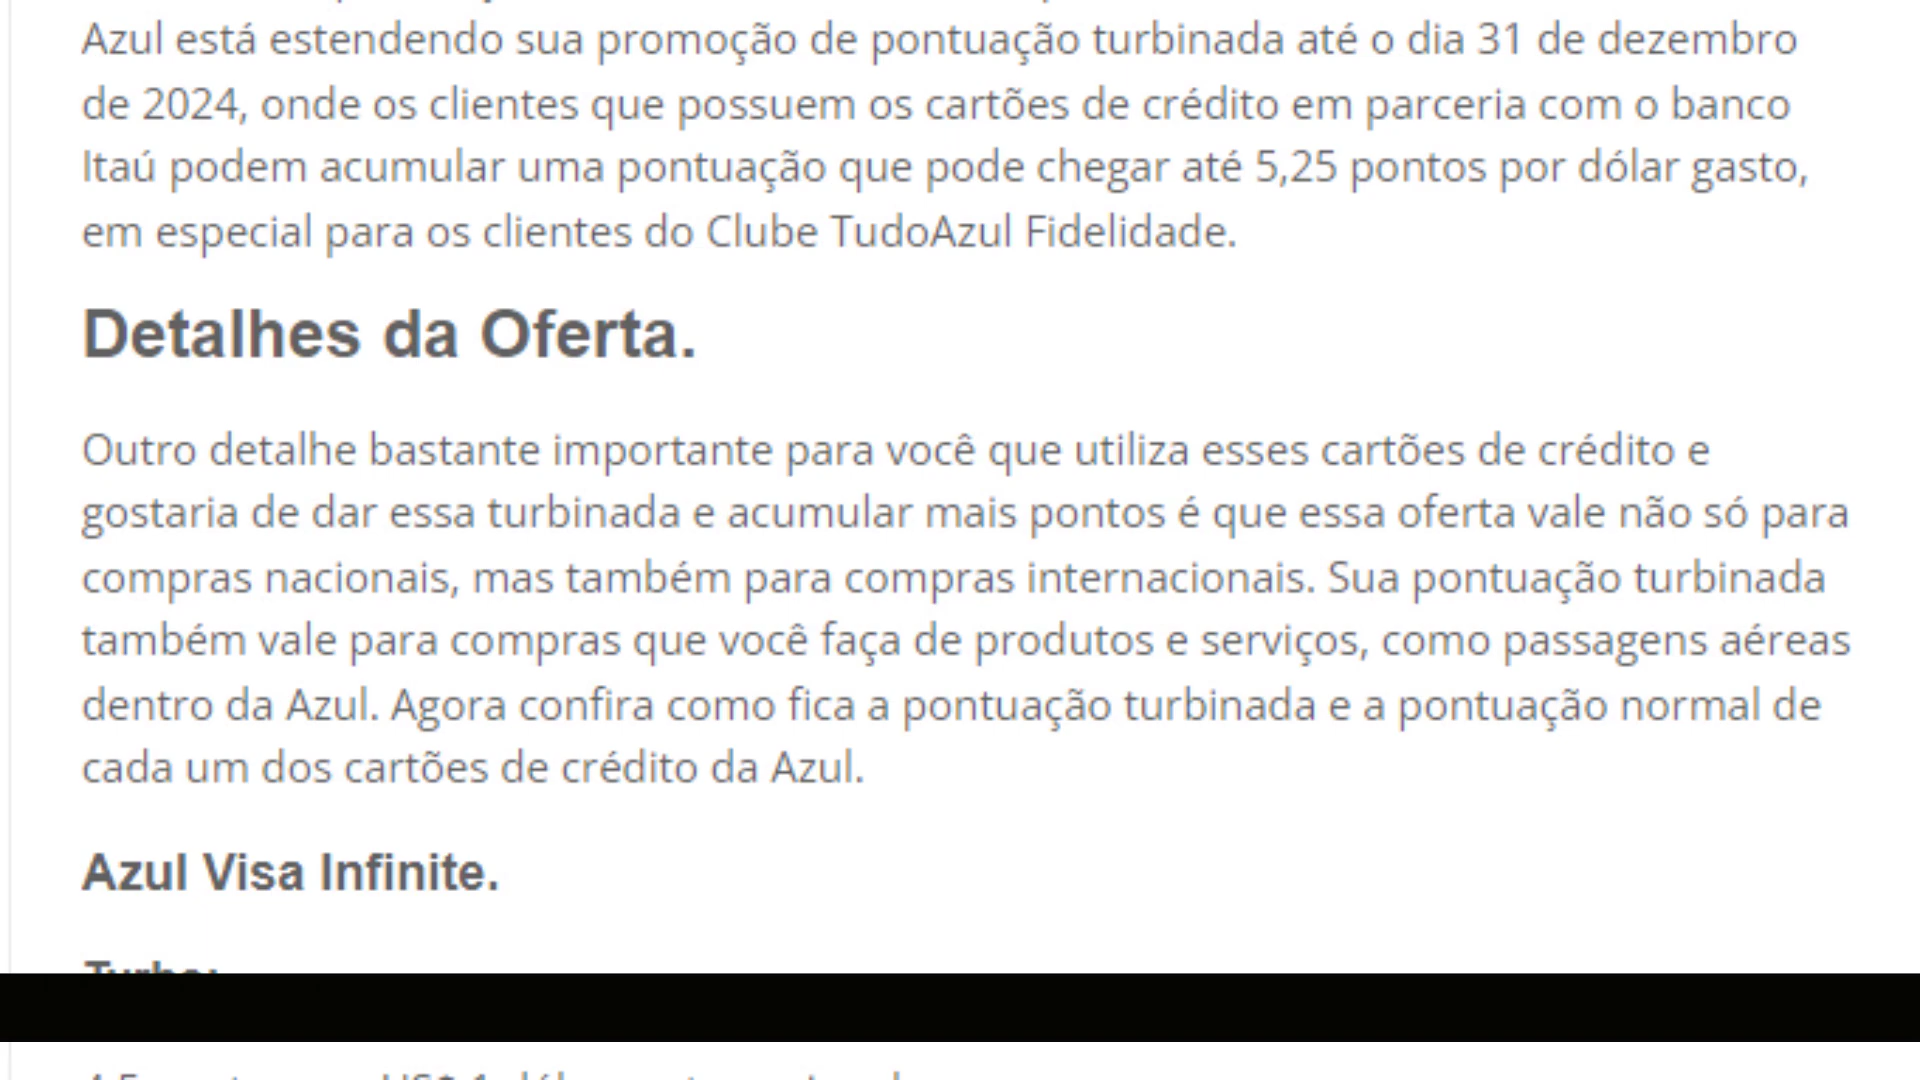 Azul está estendendo sua promoção de pontuação turbinada até o dia 31 de dezembro
de 2024, onde os clientes que possuem os cartões de crédito em parceria com o banco
Itaú podem acumular uma pontuação que pode chegar até 5,25 pontos por dólar gasto,
em especial para os clientes do Clube TudoAzul Fidelidade.
Detalhes da Oferta.
Outro detalhe bastante importante para você que utiliza esses cartões de crédito e
gostaria de dar essa turbinada e acumular mais pontos é que essa oferta vale não só para
compras nacionais, mas também para compras internacionais. Sua pontuação turbinada
também vale para compras que você faça de produtos e serviços, como passagens aéreas
dentro da Azul. Agora confira como fica a pontuação turbinada e a pontuação normal de
cada um dos cartões de crédito da Azul.
Azul Visa Infinite.